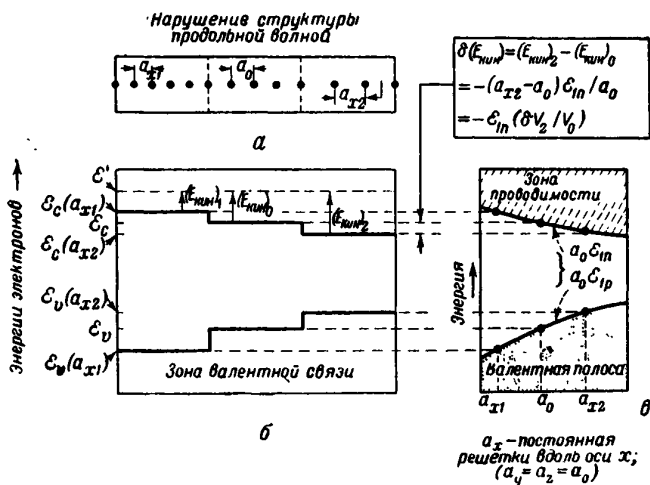 Нарушение структуры
продольной волной
a_x1
a_0
a_x2
а
δ(E_кин)=(E_кин)_2−(E_кин)_0
=−(a_x2−a_0)ℰ_1n/a_0
=−ℰ_1n(δV_2/V_0)
Энергии электронов
ℰ'
ℰ_c(a_x1)
ℰ_c
ℰ_c(a_x2)
ℰ_v(a_x2)
ℰ_v
ℰ_v(a_x1)
(E_кин)_1
(E_кин)_0
(E_кин)_2
Зона валентной связи
б
Энергия
Зона
проводимости
a_0ℰ_1n
a_0ℰ_1p
Валентная полоса
a_x1 a_0 a_x2
в
a_x−постоянная
решетки вдоль оси x;
(a_y=a_z=a_0)